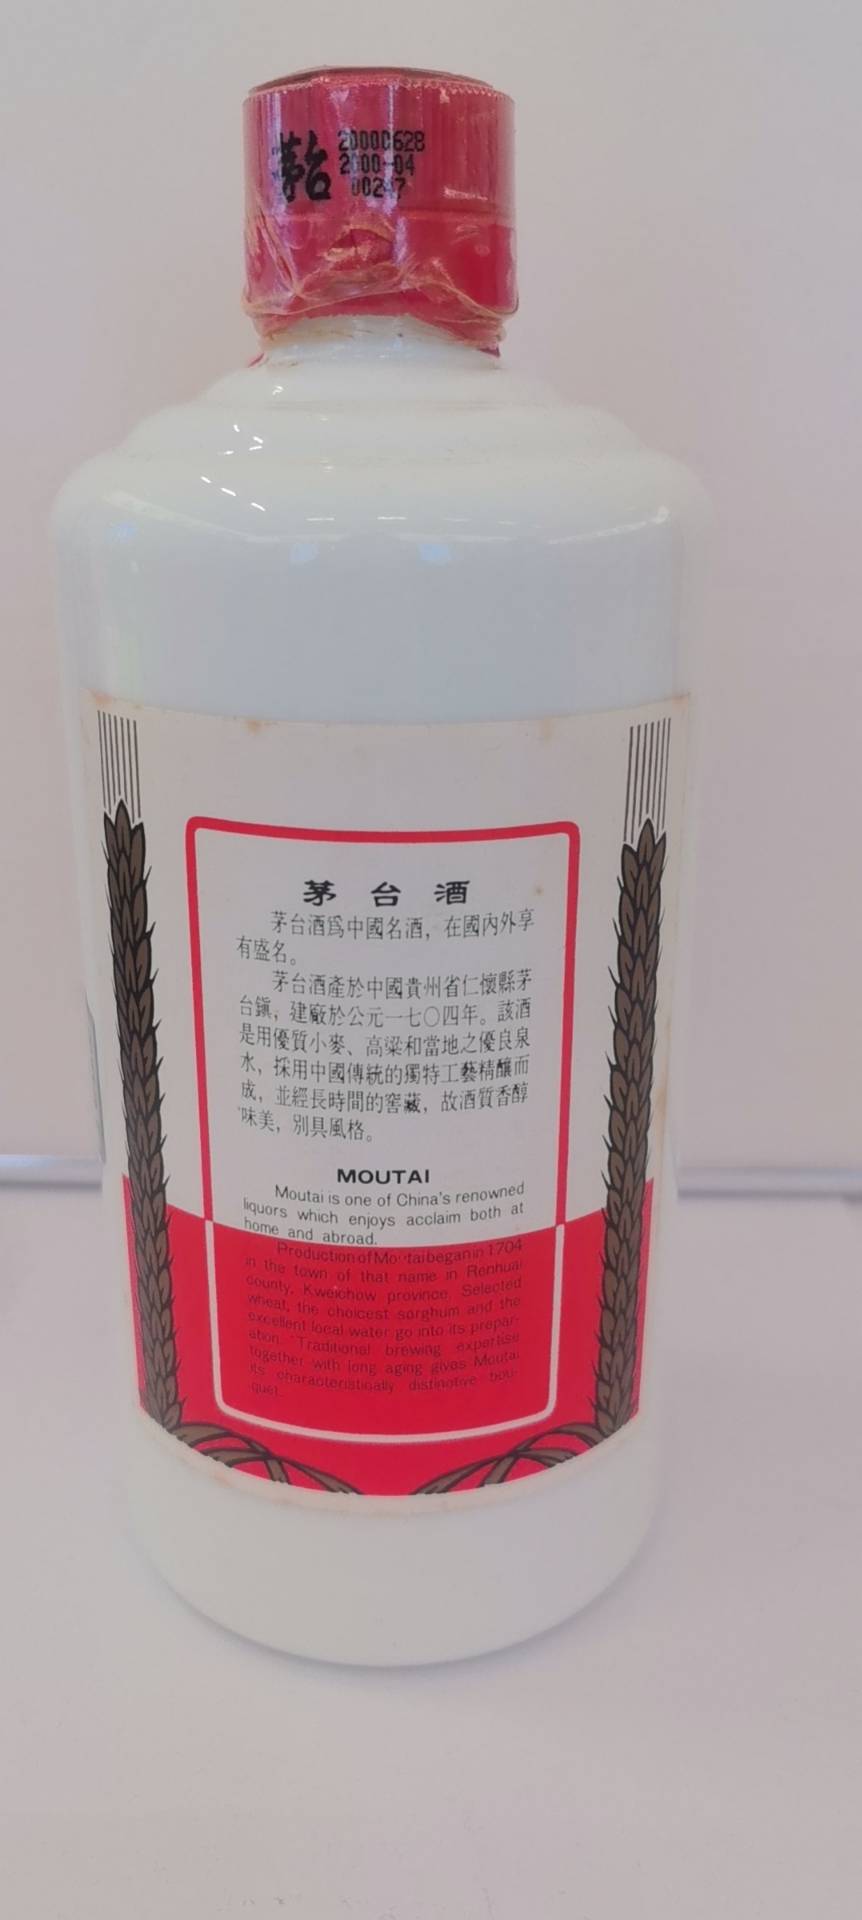 茅台
20000628
2000-04
00247
茅台酒
茅台酒爲中國名酒，在國內外享
有盛名。
茅台酒產於中國貴州省仁懷縣茅
台鎮，建廠於公元一七〇四年。該酒
是用優質小麥、高粱和當地之優良泉
水，採用中國傳統的獨特工藝精釀而
成，並經長時間的窖藏，故酒質香醇
味美，別具風格。
MOUTAI
Moutai is one of China's renowned
liquors which enjoys acclaim both at
home and abroad.
Production of Moutai began in 1704
in the town of that name in Renhuai
county, Kweichow province. Selected
wheat, the choicest sorghum and the
excellent local water go into its prepar-
ation. Traditional brewing expertise
together with long aging gives Moutai
its characteristically distinctive bou-
quet.